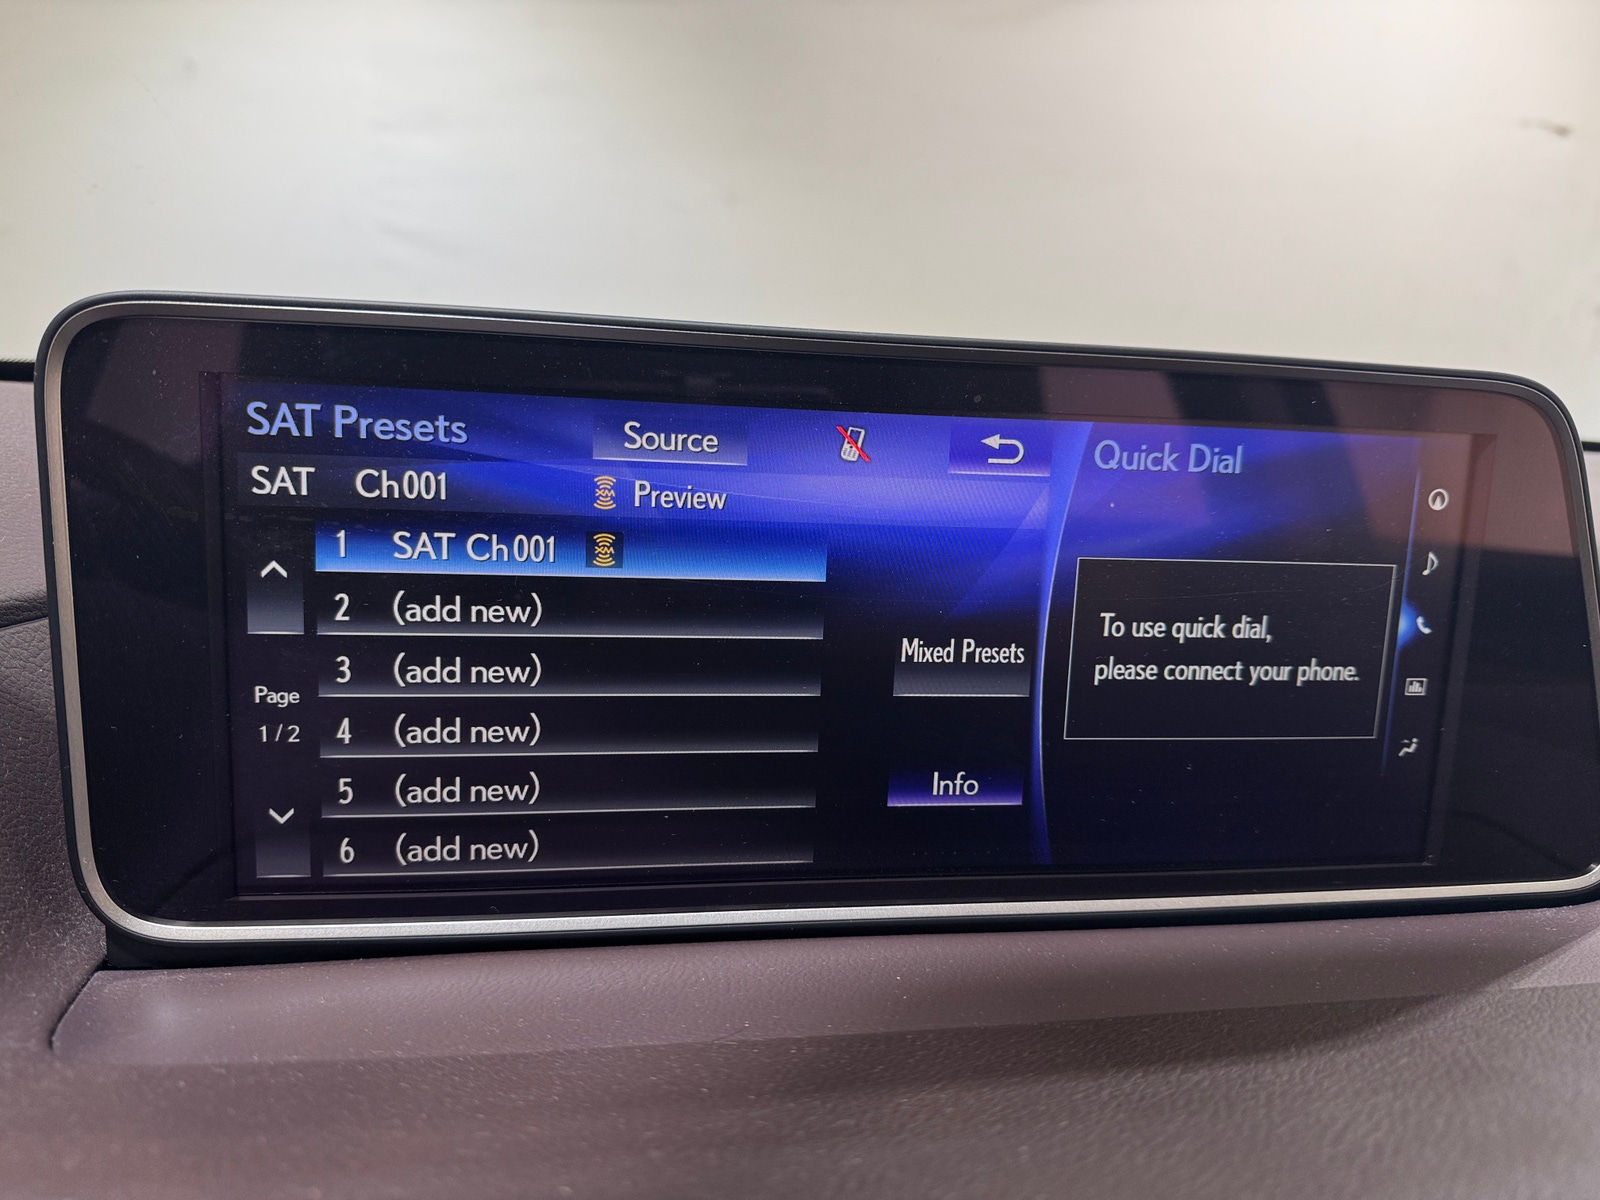 SAT Presets
Source
SAT Ch001
XM Preview
1 SAT Ch001 XM
2 (add new)
3 (add new)
Page
1/2
4 (add new)
5 (add new)
6 (add new)
Mixed Presets
Info
Quick Dial
To use quick dial,
please connect your phone.